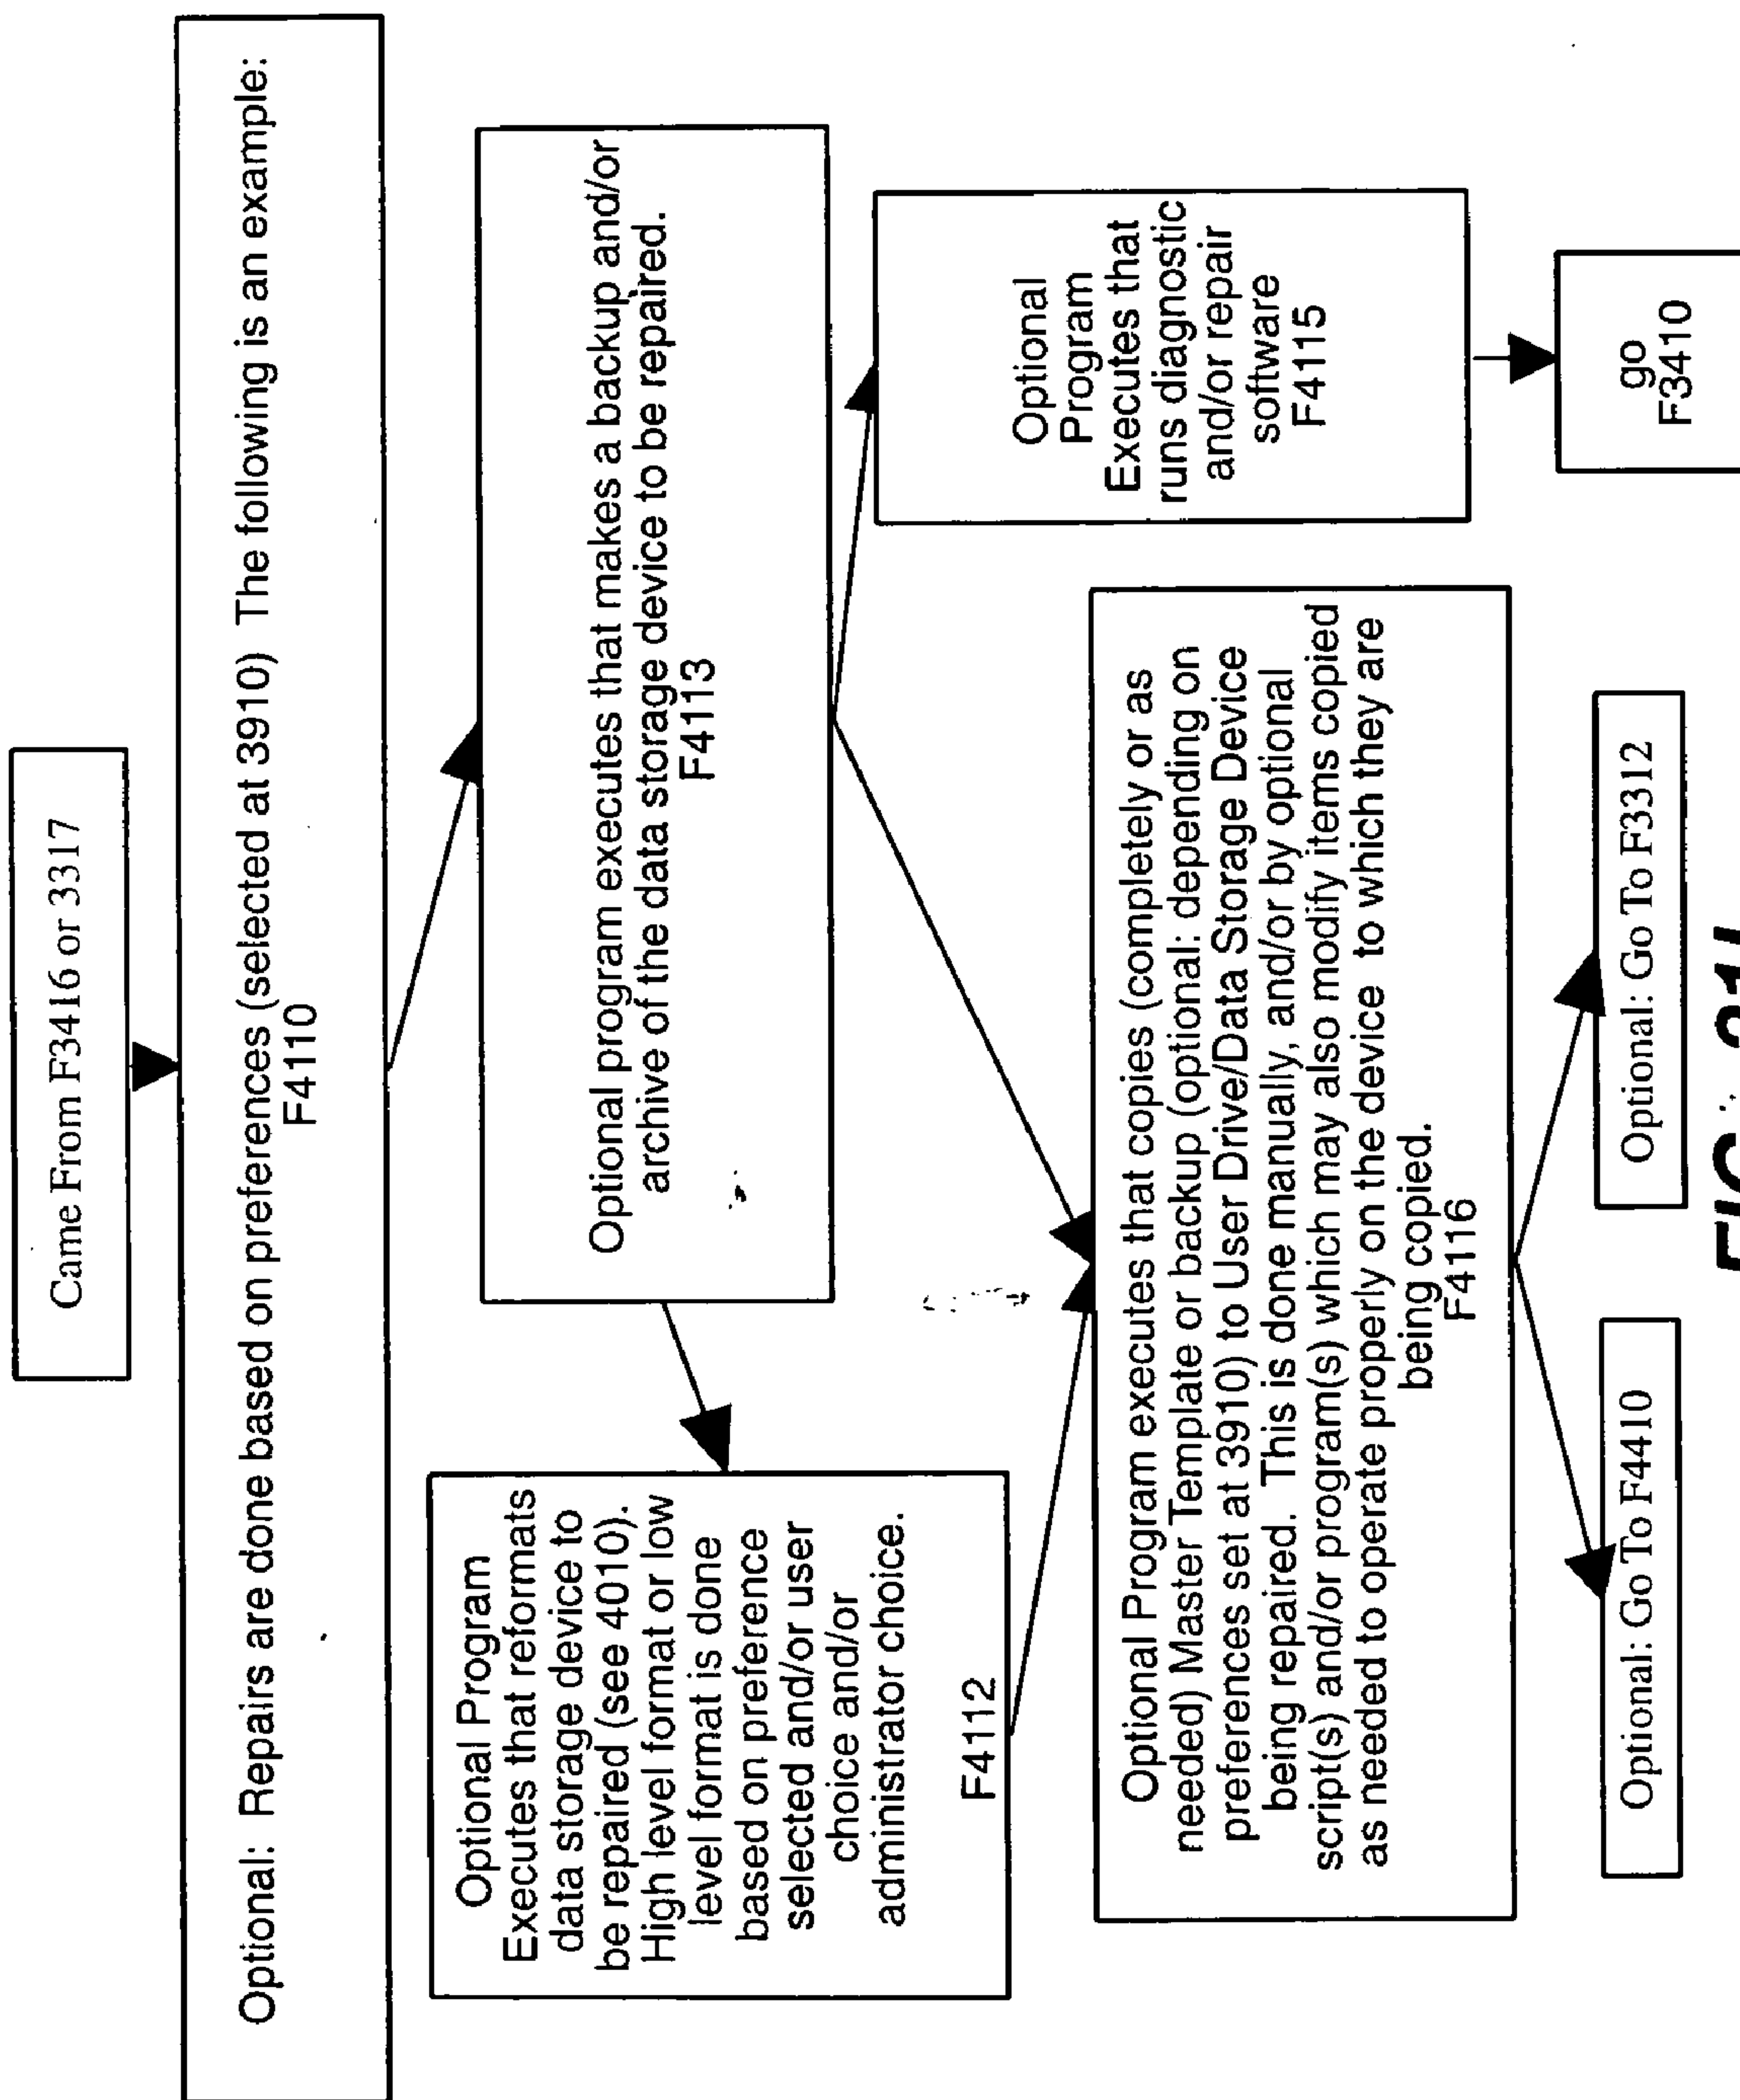 Came From F3416 or 3317
Optional: Repairs are done based on preferences (selected at 3910) The following is an example:
F4110
Optional program executes that makes a backup and/or
archive of the data storage device to be repaired.
F4113
Optional Program
Executes that reformats
data storage device to
be repaired (see 4010).
High level format or low
level format is done
based on preference
selected and/or user
choice and/or
administrator choice.
F4112
Optional
Program
Executes that
runs diagnostic
and/or repair
software
F4115
go
F3410
Optional Program executes that copies (completely or as
needed) Master Template or backup (optional: depending on
preferences set at 3910) to User Drive/Data Storage Device
being repaired. This is done manually, and/or by optional
script(s) and/or program(s) which may also modify items copied
as needed to operate properly on the device to which they are
being copied.
F4116
Optional: Go To F4410
Optional: Go To F3312